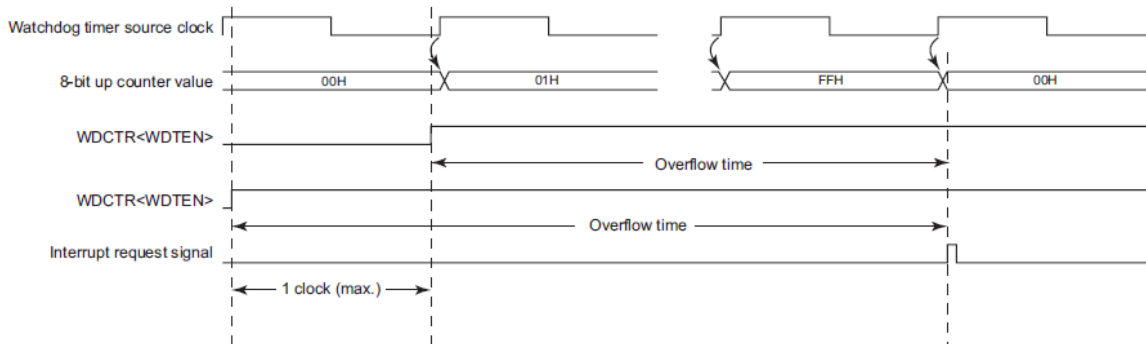 Watchdog timer source clock
8-bit up counter value
00H 01H FFH 00H
WDCTR<WDTEN>
Overflow time
WDCTR<WDTEN>
Overflow time
Interrupt request signal
1 clock (max.)